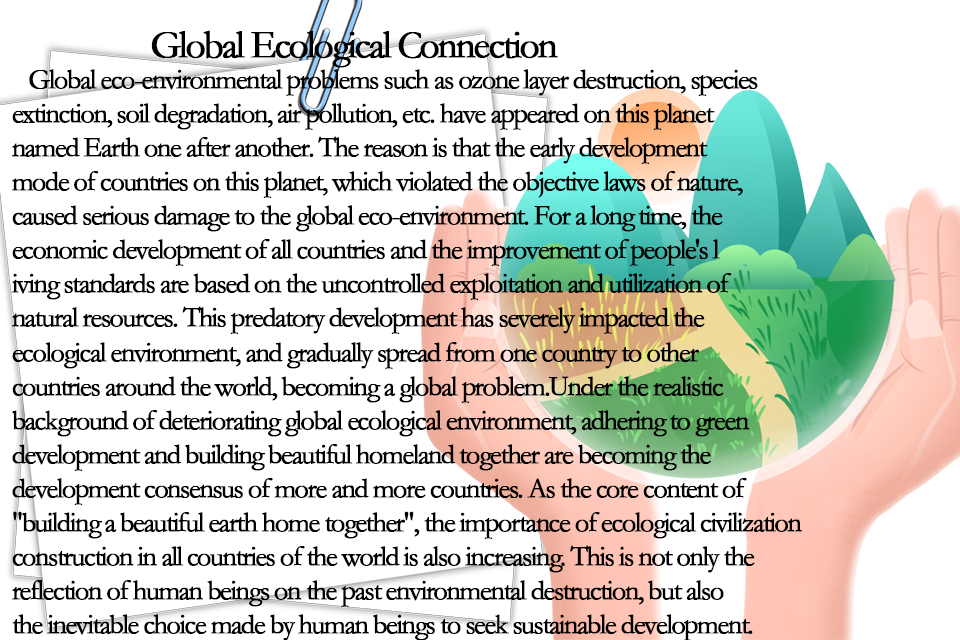 Global Ecological Connection
Global eco-environmental problems such as ozone layer destruction, species
extinction, soil degradation, air pollution, etc. have appeared on this planet
named Earth one after another. The reason is that the early development
mode of countries on this planet, which violated the objective laws of nature,
caused serious damage to the global eco-environment. For a long time, the
economic development of all countries and the improvement of people's l
iving standards are based on the uncontrolled exploitation and utilization of
natural resources. This predatory development has severely impacted the
ecological environment, and gradually spread from one country to other
countries around the world, becoming a global problem.Under the realistic
background of deteriorating global ecological environment, adhering to green
development and building beautiful homeland together are becoming the
development consensus of more and more countries. As the core content of
"building a beautiful earth home together", the importance of ecological civilization
construction in all countries of the world is also increasing. This is not only the
reflection of human beings on the past environmental destruction, but also
the inevitable choice made by human beings to seek sustainable development.